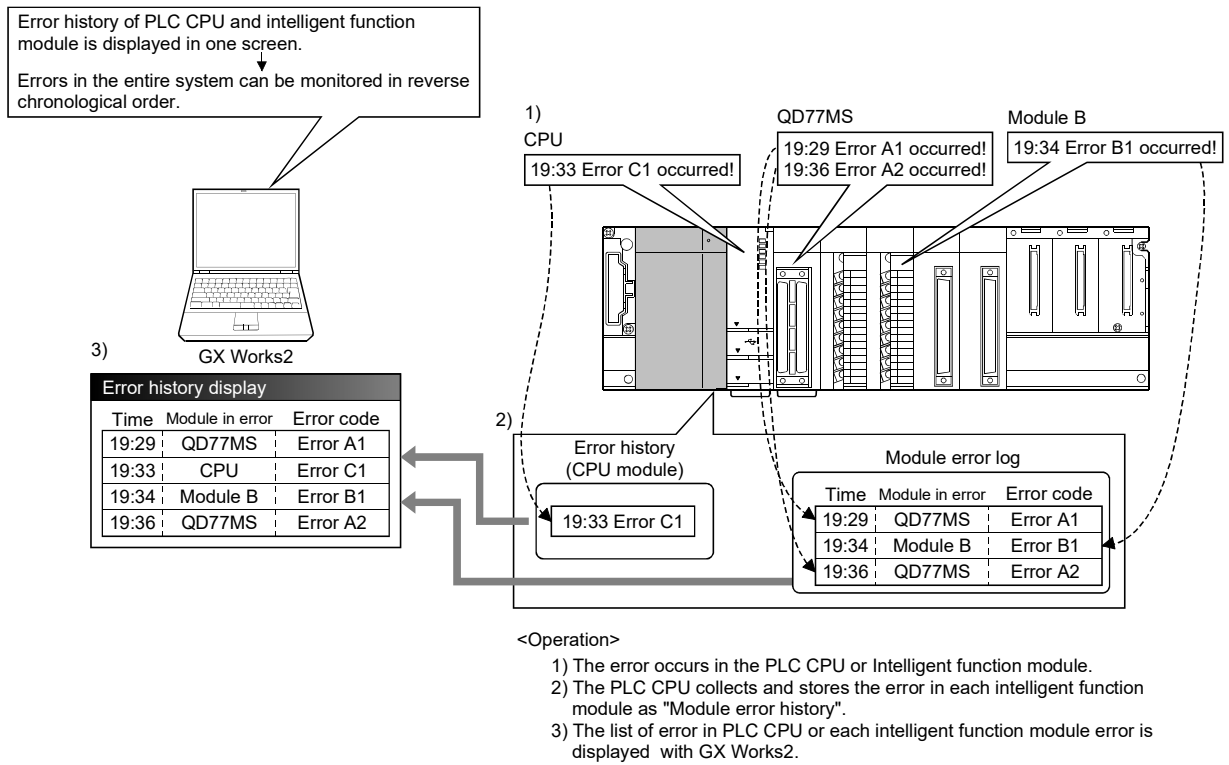 Error history of PLC CPU and intelligent function
module is displayed in one screen.
Errors in the entire system can be monitored in reverse
chronological order.
1)
CPU
19:33 Error C1 occurred!
QD77MS
19:29 Error A1 occurred!
19:36 Error A2 occurred!
Module B
19:34 Error B1 occurred!
GX Works2
3)
Error history display
Time Module in error Error code
19:29 QD77MS Error A1
19:33 CPU Error C1
19:34 Module B Error B1
19:36 QD77MS Error A2
2)
Error history
(CPU module)
19:33 Error C1
Module error log
Time Module in error Error code
19:29 QD77MS Error A1
19:34 Module B Error B1
19:36 QD77MS Error A2
<Operation>
1) The error occurs in the PLC CPU or Intelligent function module.
2) The PLC CPU collects and stores the error in each intelligent function
module as "Module error history".
3) The list of error in PLC CPU or each intelligent function module error is
displayed with GX Works2.